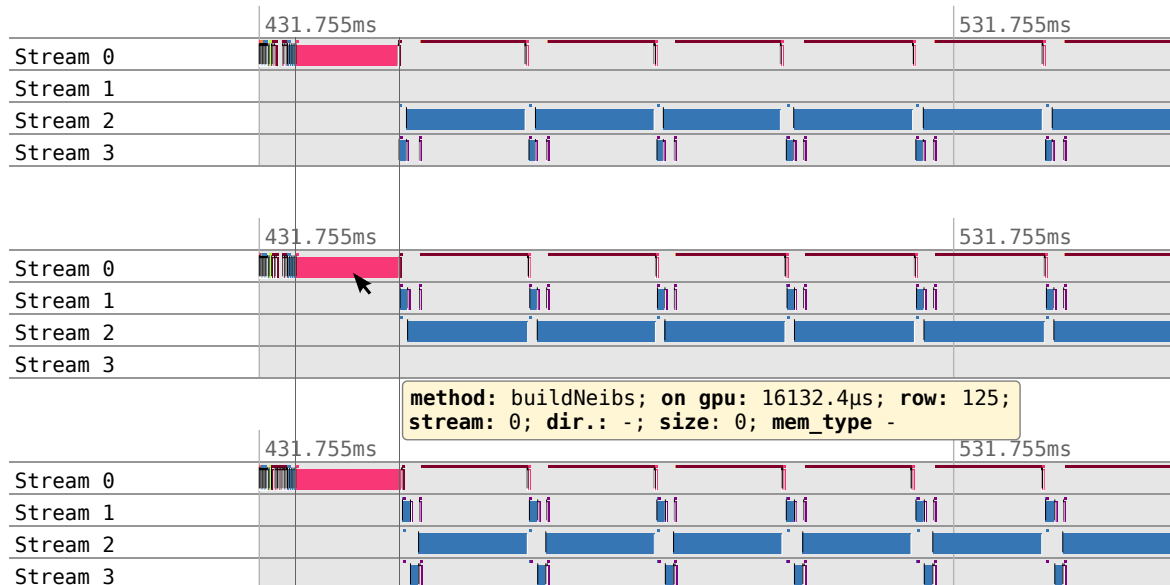 431.755ms 531.755ms
Stream 0
Stream 1
Stream 2
Stream 3
431.755ms 531.755ms
Stream 0
Stream 1
Stream 2
Stream 3
method: buildNeibs; on gpu: 16132.4µs; row: 125;
stream: 0; dir.: -; size: 0; mem_type -
431.755ms 531.755ms
Stream 0
Stream 1
Stream 2
Stream 3